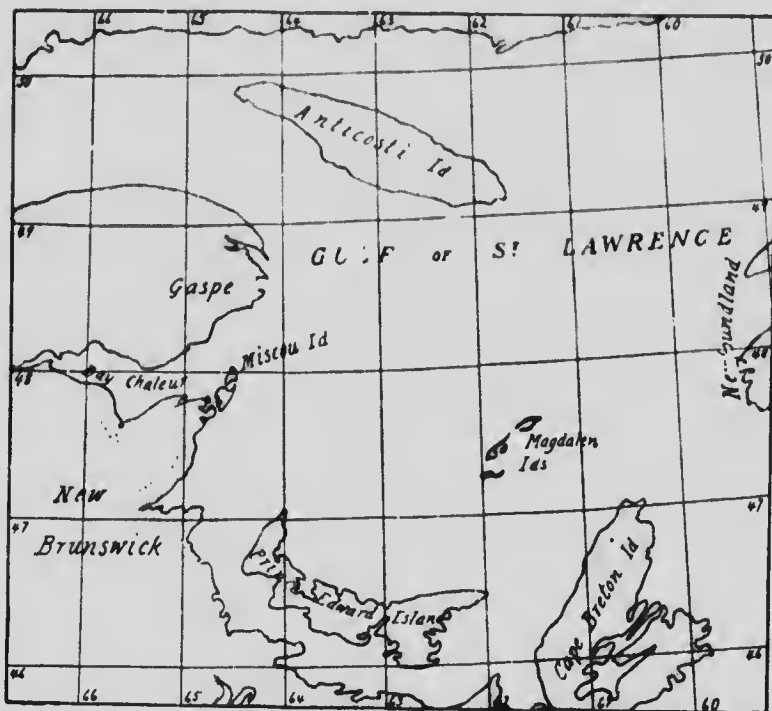 66 65 64 63 62 61 60
50 50
Anticosti Id
49 49
GULF OF St LAWRENCE
Gaspe
Miscou Id
48 48
Bay Chaleur
Magdalen
Ids
New
47 47
Brunswick
Edward Island
Cape Breton Id
46 46
66 65 64 63 62 61 60